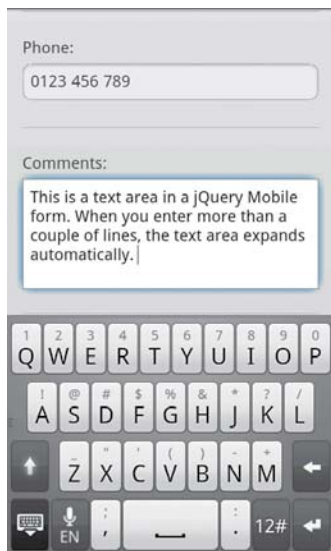 Phone:
0123 456 789
Comments:
This is a text area in a jQuery Mobile
form. When you enter more than a
couple of lines, the text area expands
automatically.
1 2 3 4 5 6 7 8 9 0
Q W E R T Y U I O P
! @ # $ % & * ? /
A S D F G H J K L
_ " ' ( ) - +
Z X C V B N M
EN , ; . : 12#